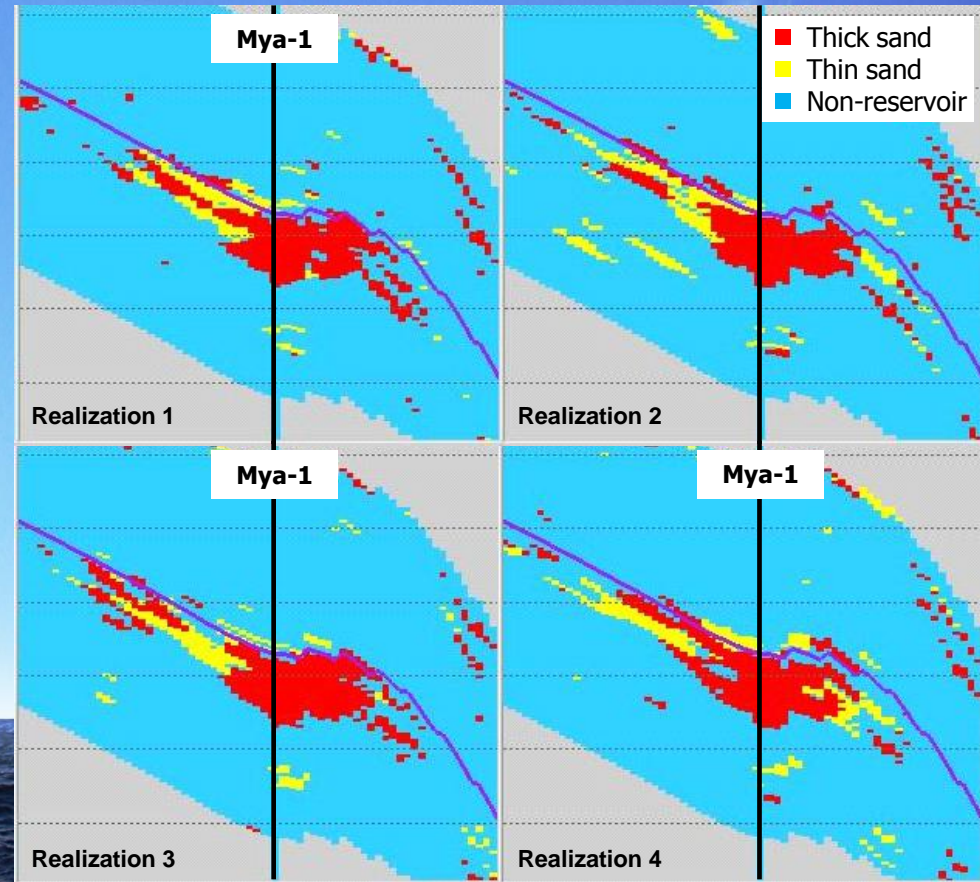 Mya-1
Thick sand
Thin sand
Non-reservoir
Realization 1
Realization 2
Mya-1
Mya-1
Realization 3
Realization 4